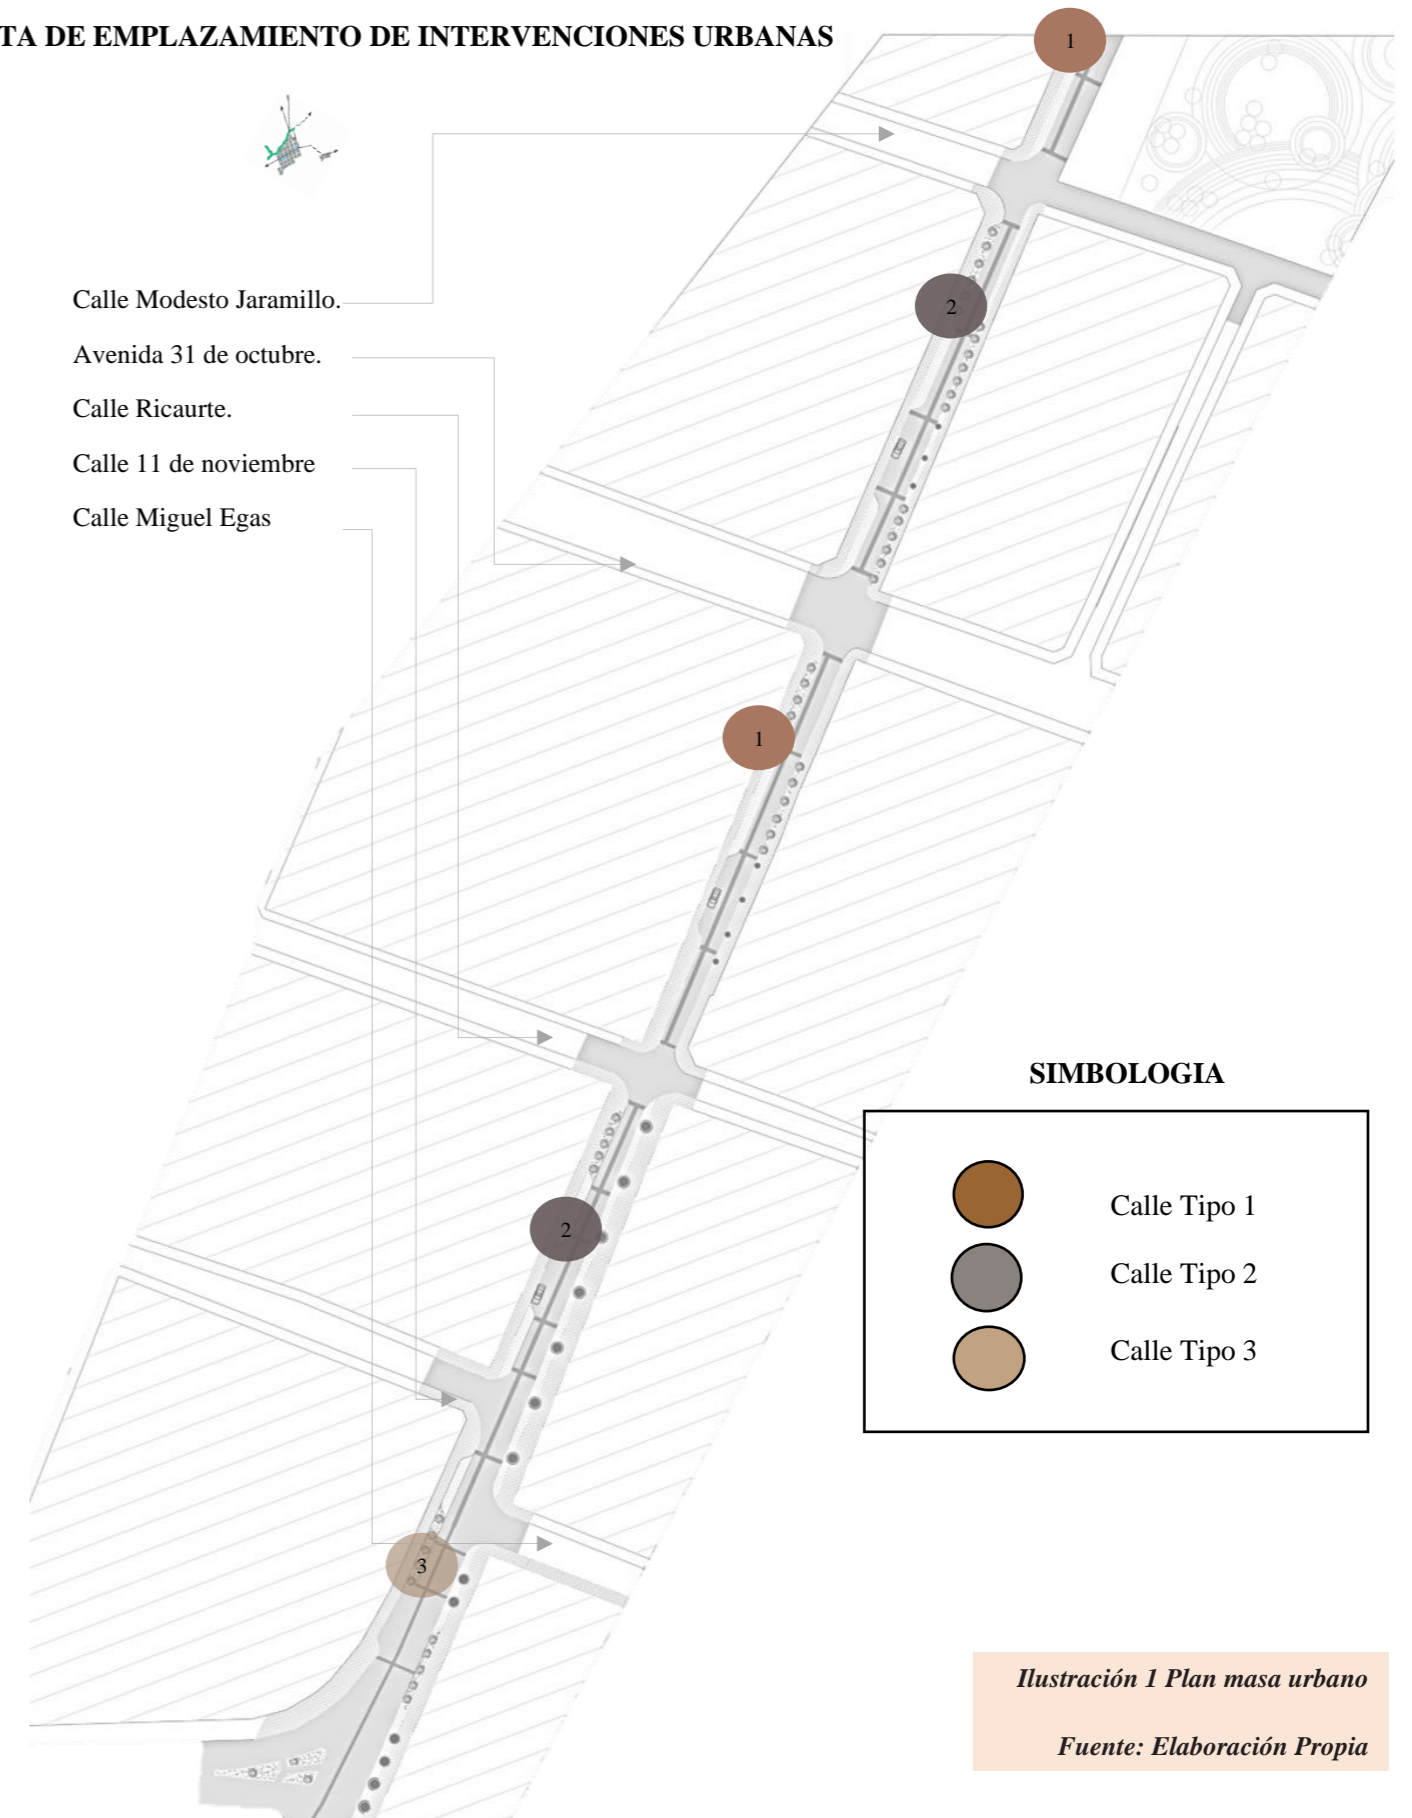 TA DE EMPLAZAMIENTO DE INTERVENCIONES URBANAS
1
Calle Modesto Jaramillo.
2
Avenida 31 de octubre.
Calle Ricaurte.
Calle 11 de noviembre
Calle Miguel Egas
1
SIMBOLOGIA
Calle Tipo 1
2
Calle Tipo 2
Calle Tipo 3
3
Ilustración 1 Plan masa urbano
Fuente: Elaboración Propia